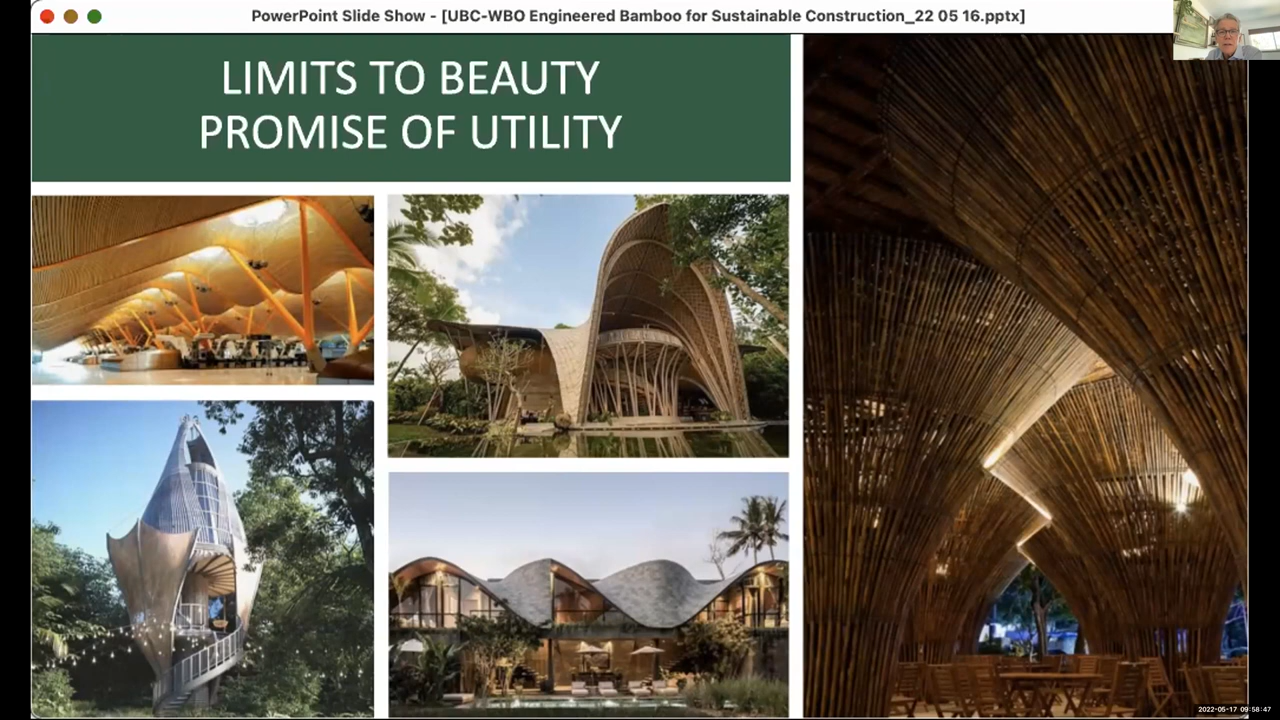 PowerPoint Slide Show - [UBC-WBO Engineered Bamboo for Sustainable Construction_22 05 16.pptx]
LIMITS TO BEAUTY
PROMISE OF UTILITY
2022-05-17 09:58:47